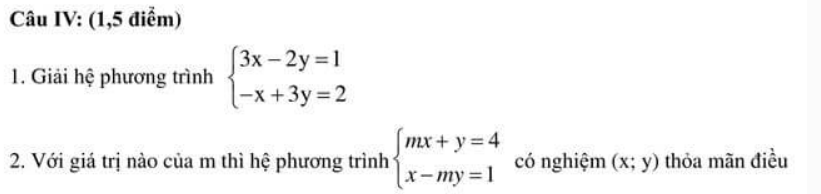 Câu IV: (1,5 điểm)
1. Giải hệ phương trình { 3x − 2y = 1
−x + 3y = 2
2. Với giá trị nào của m thì hệ phương trình { mx + y = 4
x − my = 1 có nghiệm (x; y) thỏa mãn điều